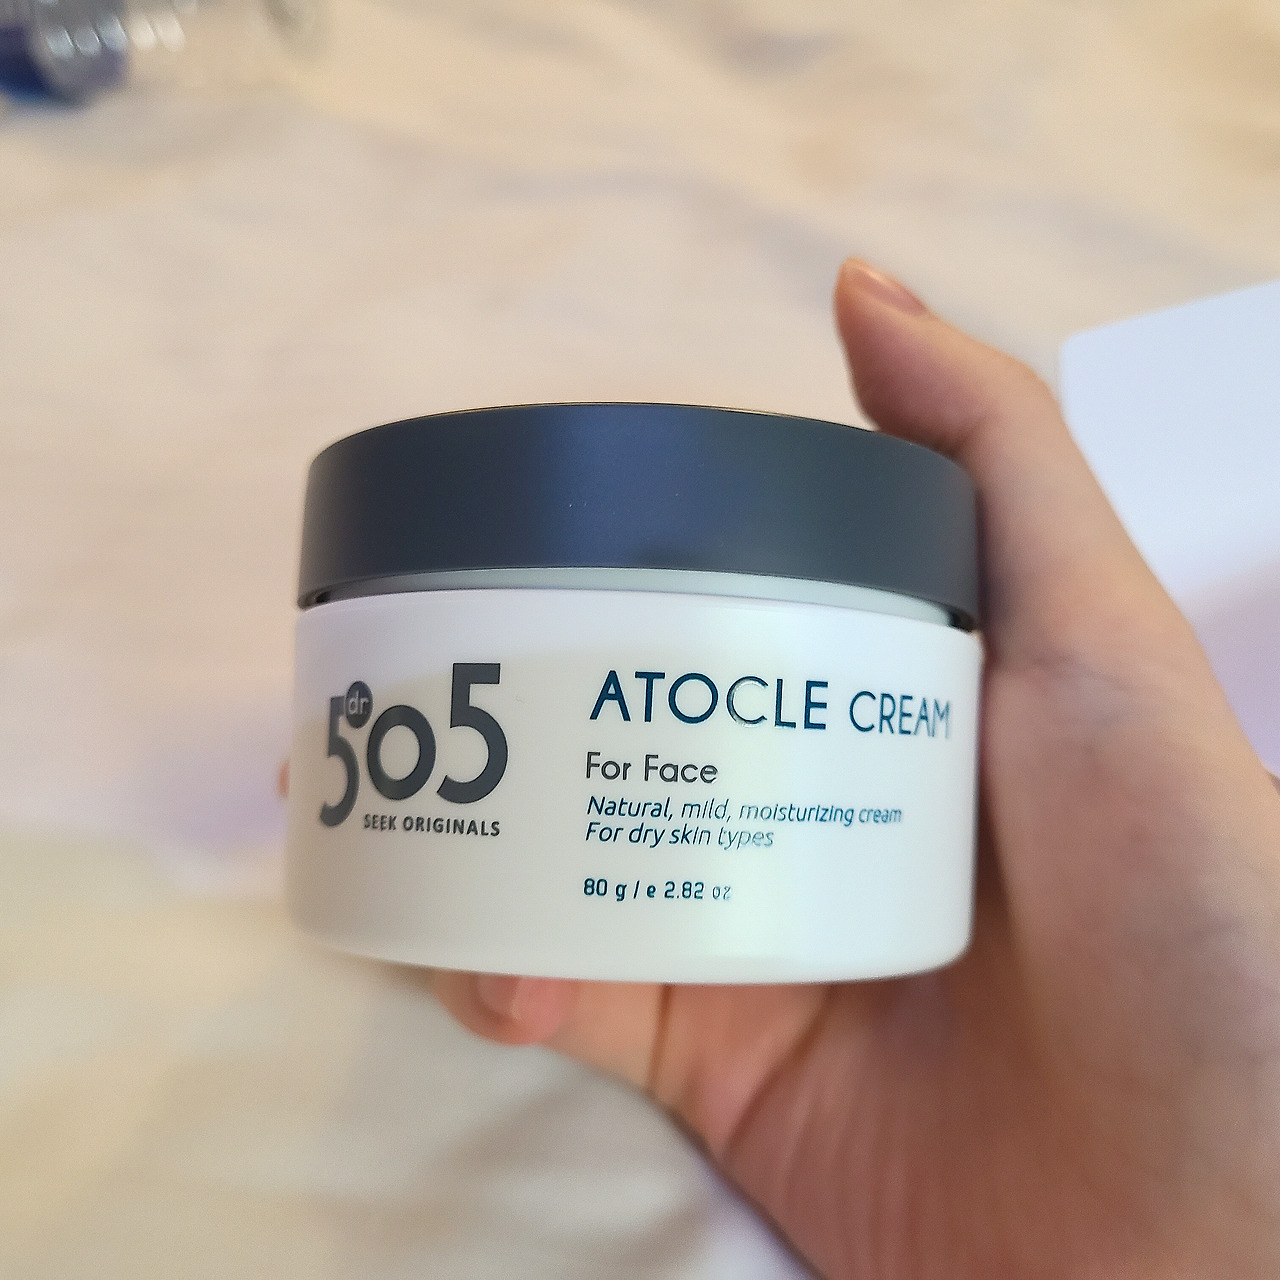 dr
505
SEEK ORIGINALS
ATOCLE CREAM
For Face
Natural, mild, moisturizing cream
For dry skin types
80 g / e 2.82 oz